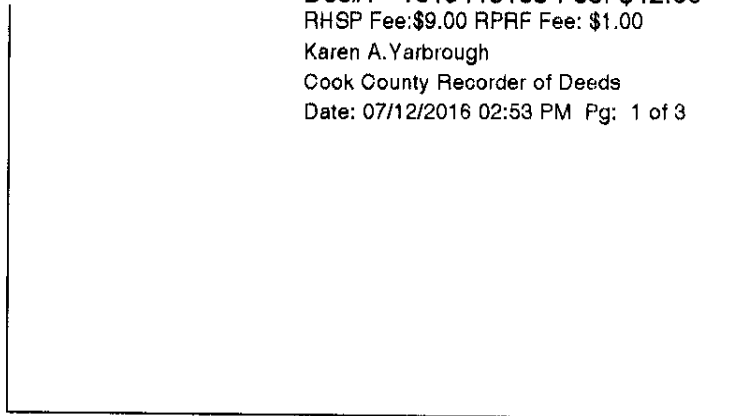 RHSP Fee:$9.00 RPRF Fee: $1.00
Karen A.Yarbrough
Cook County Recorder of Deeds
Date: 07/12/2016 02:53 PM Pg: 1 of 3